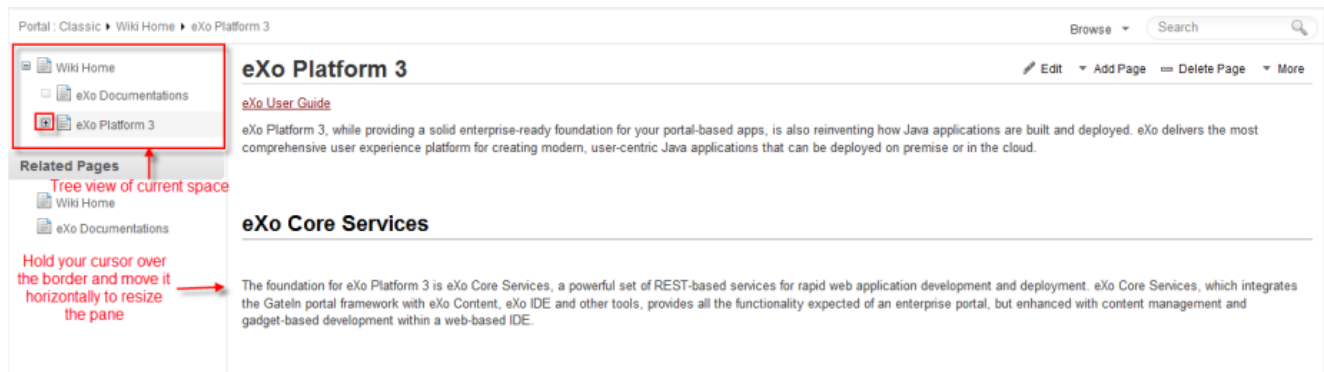 Portal : Classic ▸ Wiki Home ▸ eXo Platform 3
Browse
Search
Wiki Home
eXo Documentations
eXo Platform 3
Related Pages
Tree view of current space
Wiki Home
eXo Documentations
Hold your cursor over
the border and move it
horizontally to resize
the pane
eXo Platform 3
Edit
Add Page
Delete Page
More
eXo User Guide
eXo Platform 3, while providing a solid enterprise-ready foundation for your portal-based apps, is also reinventing how Java applications are built and deployed. eXo delivers the most
comprehensive user experience platform for creating modern, user-centric Java applications that can be deployed on premise or in the cloud.
eXo Core Services
The foundation for eXo Platform 3 is eXo Core Services, a powerful set of REST-based services for rapid web application development and deployment. eXo Core Services, which integrates
the GateIn portal framework with eXo Content, eXo IDE and other tools, provides all the functionality expected of an enterprise portal, but enhanced with content management and
gadget-based development within a web-based IDE.